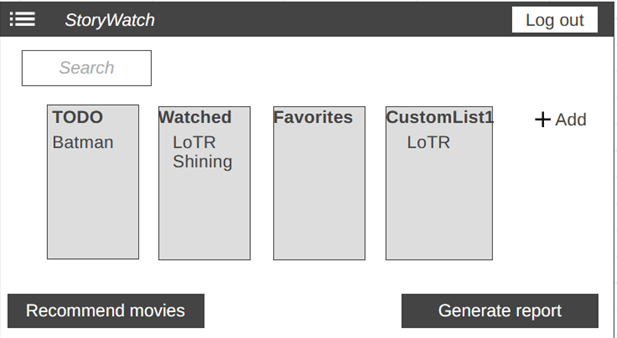 StoryWatch
Log out
Search
TODO
Batman
Watched
LoTR
Shining
Favorites
CustomList1
LoTR
+ Add
Recommend movies
Generate report